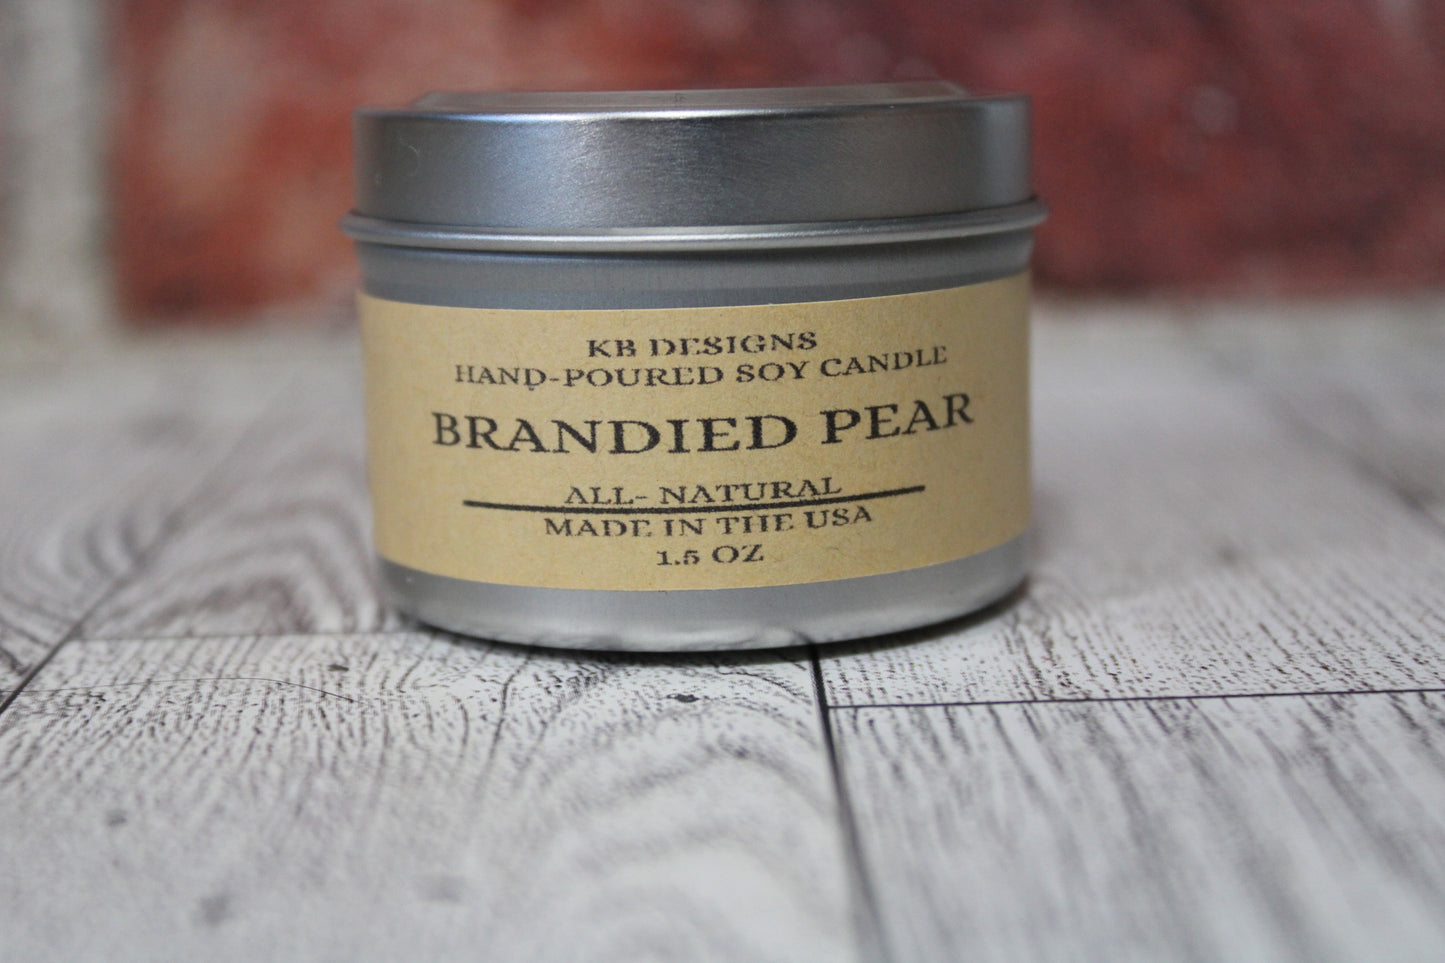 KB DESIGNS
HAND-POURED SOY CANDLE
BRANDIED PEAR
ALL- NATURAL
MADE IN THE USA
1.5 OZ